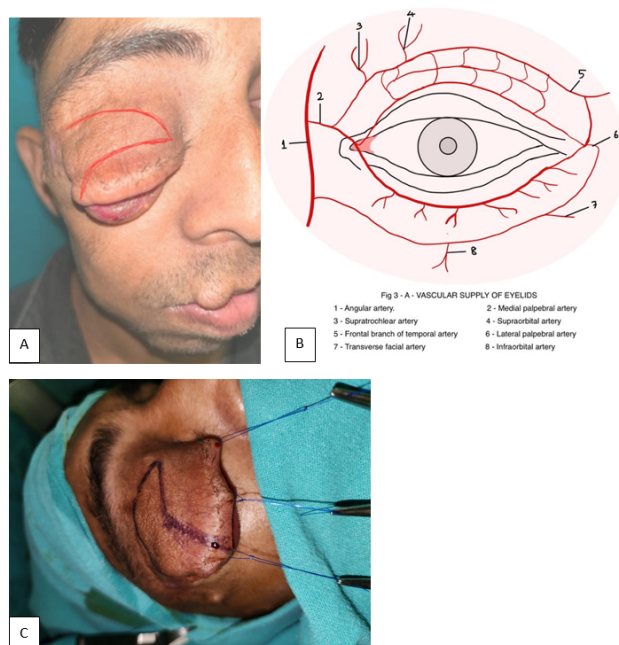 A
3
4
2
5
1
6
7
8
B
Fig 3 - A - VASCULAR SUPPLY OF EYELIDS
1 - Angular artery. 2 - Medial palpebral artery
3 - Supratrochlear artery 4 - Supraorbital artery
5 - Frontal branch of temporal artery 6 - Lateral palpebral artery
7 - Transverse facial artery 8 - Infraorbital artery
C